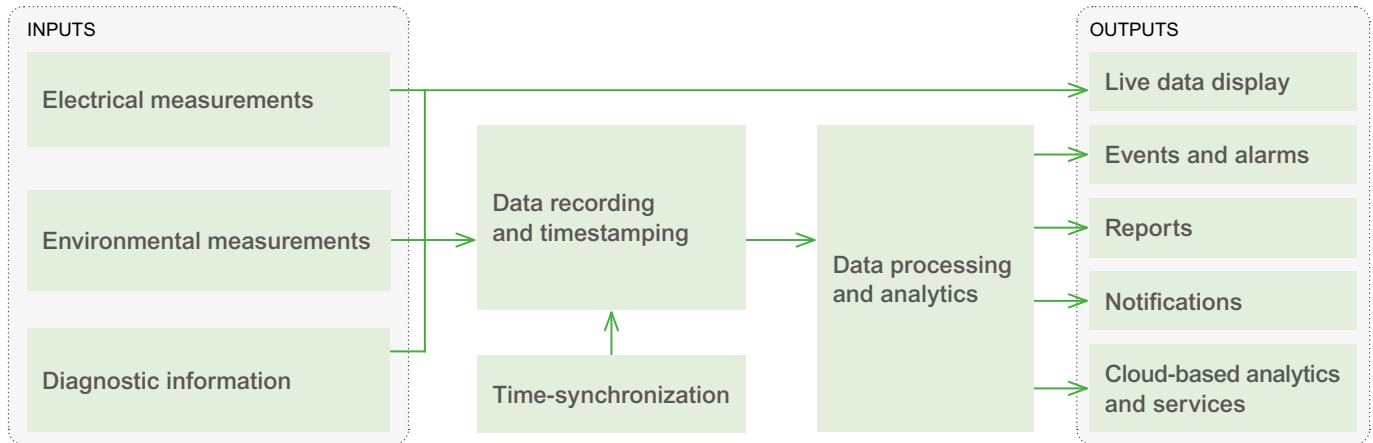 INPUTS
Electrical measurements
Environmental measurements
Diagnostic information
Data recording
and timestamping
Time-synchronization
Data processing
and analytics
OUTPUTS
Live data display
Events and alarms
Reports
Notifications
Cloud-based analytics
and services